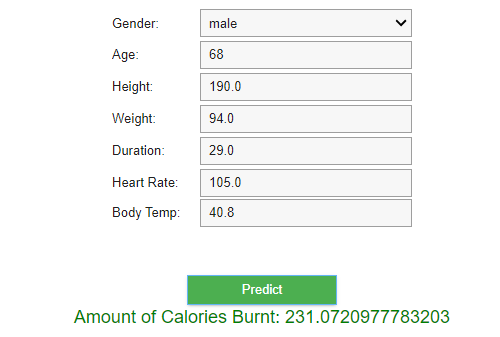 Gender: male
Age: 68
Height: 190.0
Weight: 94.0
Duration: 29.0
Heart Rate: 105.0
Body Temp: 40.8
Predict
Amount of Calories Burnt: 231.0720977783203